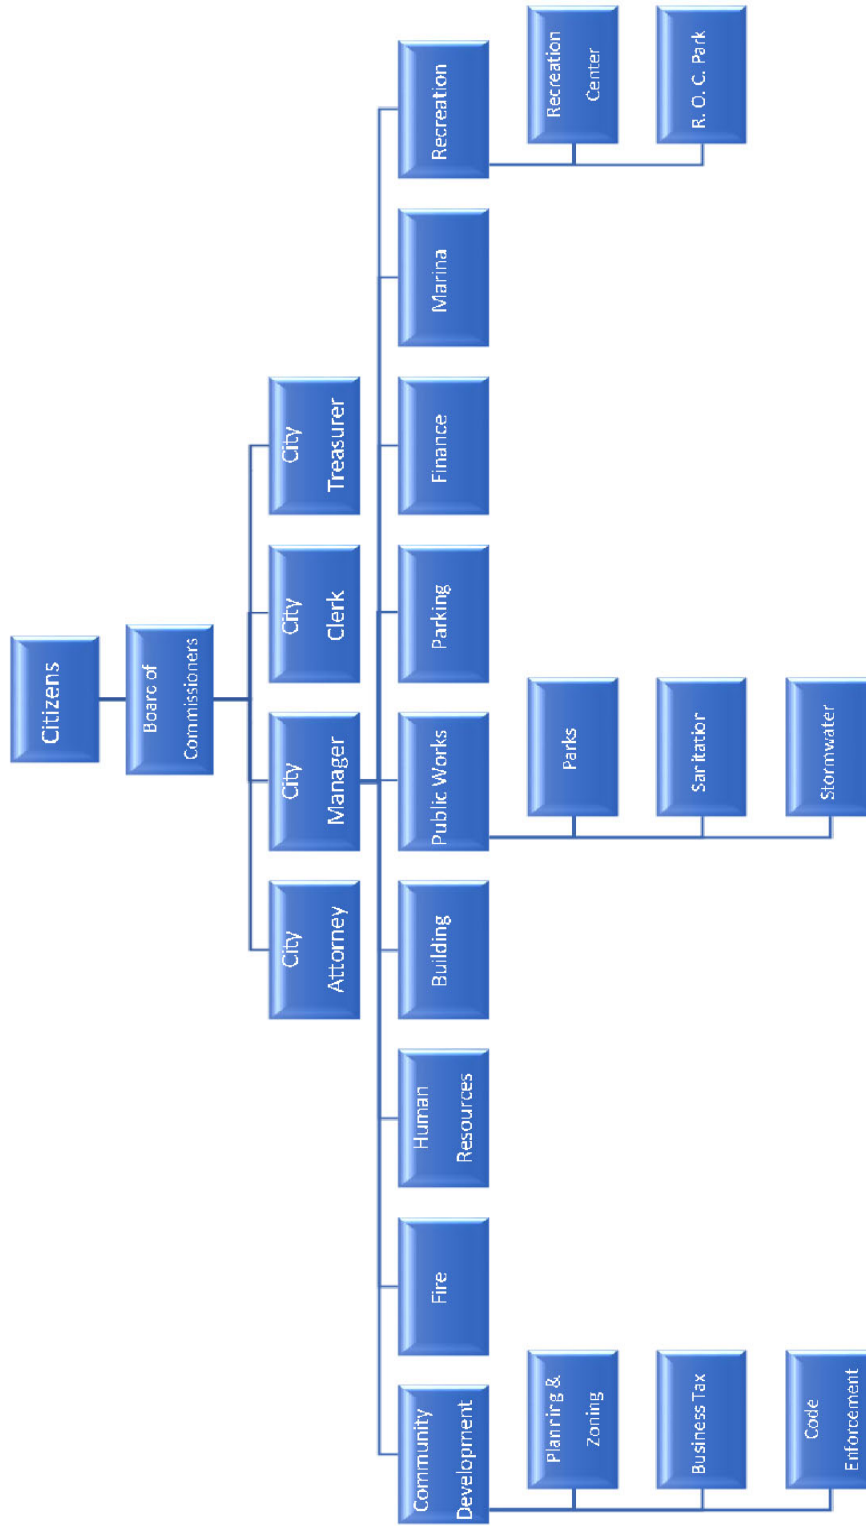 Citizens
Board of
Commissioners
City
Attorney
City
Manager
City
Clerk
City
Treasurer
Community
Development
Fire
Human
Resources
Building
Public Works
Parking
Finance
Marina
Recreation
Planning &
Zoning
Parks
Recreation
Center
Business Tax
Sanitation
R. O. C. Park
Code
Enforcement
Stormwater